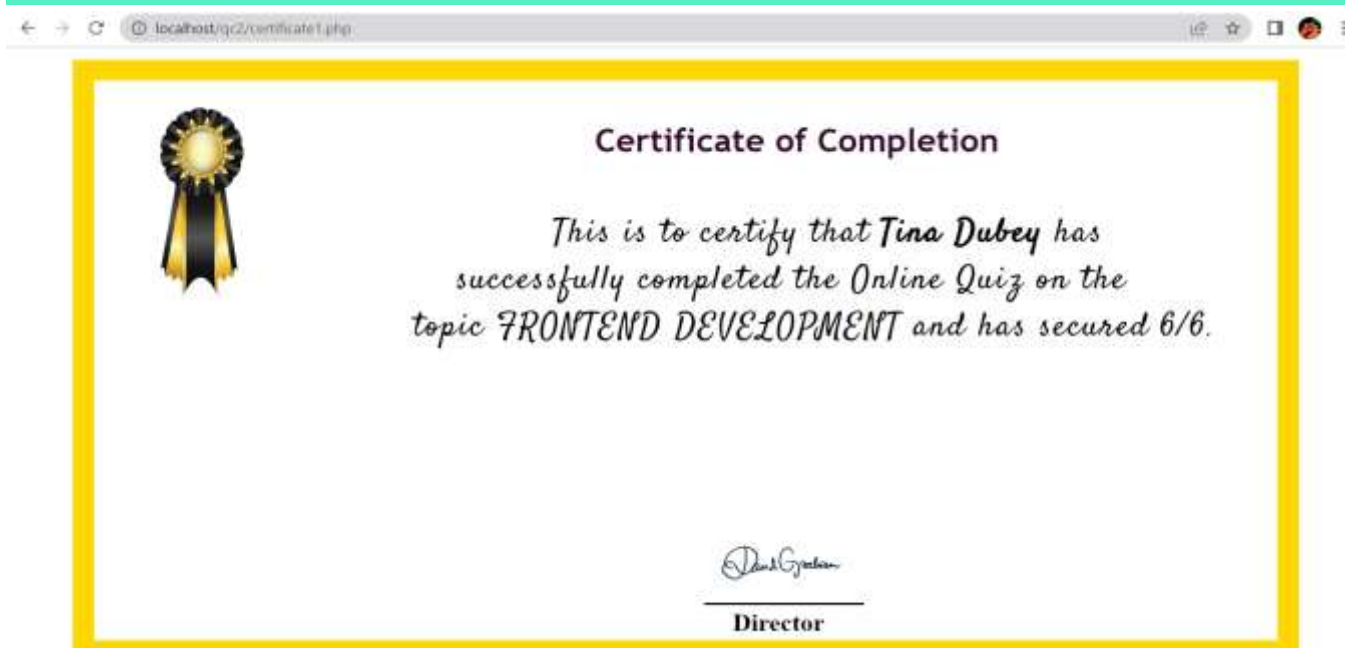 localhost/qc2/certificate1.php
Certificate of Completion
This is to certify that Tina Dubey has
successfully completed the Online Quiz on the
topic FRONTEND DEVELOPMENT and has secured 6/6.
Director